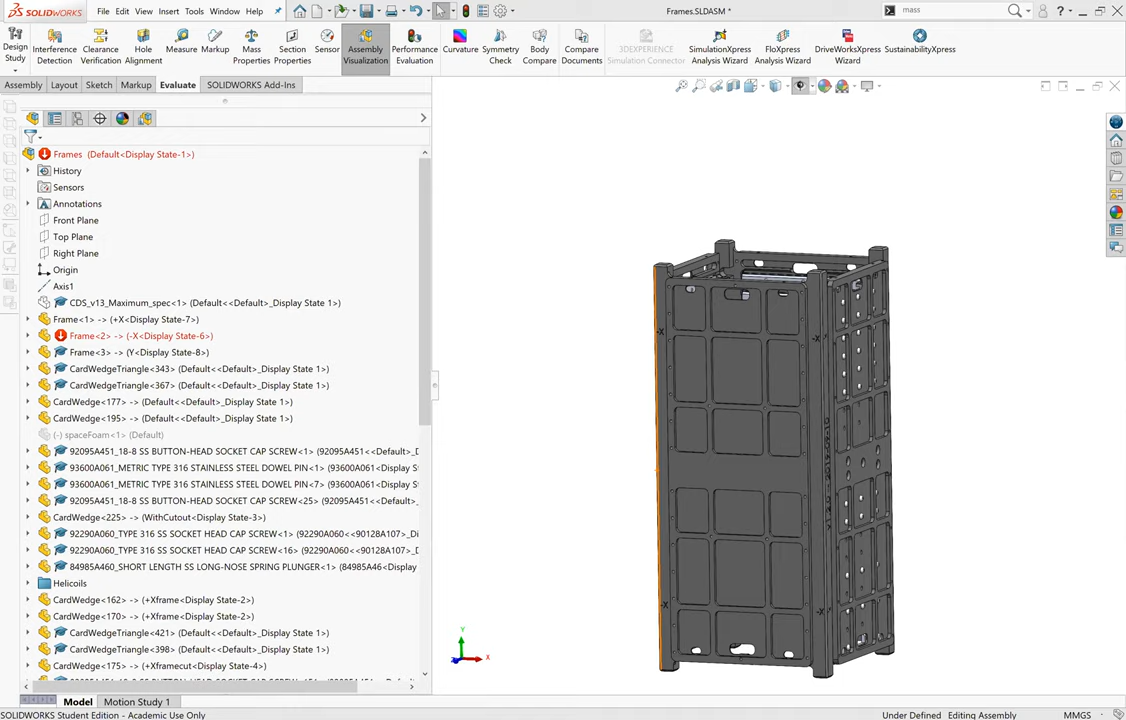 SOLIDWORKS File Edit View Insert Tools Window Help Frames.SLDASM * mass
Design Study
Interference Detection
Clearance Verification
Hole Alignment
Measure
Markup
Mass Properties
Section Properties
Sensor
Assembly Visualization
Performance Evaluation
Curvature
Symmetry Check
Body Compare
Compare Documents
3DEXPERIENCE Simulation Connector
SimulationXpress Analysis Wizard
FloXpress Analysis Wizard
DriveWorksXpress Wizard
SustainabilityXpress
Assembly Layout Sketch Markup Evaluate SOLIDWORKS Add-Ins
Frames (Default<Display State-1>)
History
Sensors
Annotations
Front Plane
Top Plane
Right Plane
Origin
Axis1
CDS_v13_Maximum_spec<1> (Default<<Default>_Display State 1>)
Frame<1> -> (+X<Display State-7>)
Frame<2> -> (-X<Display State-6>)
Frame<3> -> (Y<Display State-8>)
CardWedgeTriangle<343> (Default<<Default>_Display State 1>)
CardWedgeTriangle<367> (Default<<Default>_Display State 1>)
CardWedge<177> -> (Default<<Default>_Display State 1>)
CardWedge<195> -> (Default<<Default>_Display State 1>)
(-) spaceFoam<1> (Default)
92095A451_18-8 SS BUTTON-HEAD SOCKET CAP SCREW<1> (92095A451<<Default>_
93600A061_METRIC TYPE 316 STAINLESS STEEL DOWEL PIN<1> (93600A061<<Defaul
93600A061_METRIC TYPE 316 STAINLESS STEEL DOWEL PIN<7> (93600A061<<Defaul
92095A451_18-8 SS BUTTON-HEAD SOCKET CAP SCREW<25> (92095A451<<Default>_
CardWedge<225> (WithCutout<Display State-3>)
92290A060_TYPE 316 SS SOCKET HEAD CAP SCREW<1> (92290A060<<90128A107>_Di
92290A060_TYPE 316 SS SOCKET HEAD CAP SCREW<16> (92290A060<<90128A107>_D
84985A460_SHORT LENGTH SS LONG-NOSE SPRING PLUNGER<1> (84985A46<Display
Helicoils
CardWedge<162> -> (+Xframe<Display State-2>)
CardWedge<170> -> (+Xframe<Display State-2>)
CardWedgeTriangle<421> (Default<<Default>_Display State 1>)
CardWedgeTriangle<398> (Default<<Default>_Display State 1>)
CardWedge<175> -> (+Xframecut<Display State-4>)
-X
-X
-X
-X
Y
X
Z
Model Motion Study 1
SOLIDWORKS Student Edition - Academic Use Only Under Defined Editing Assembly MMGS